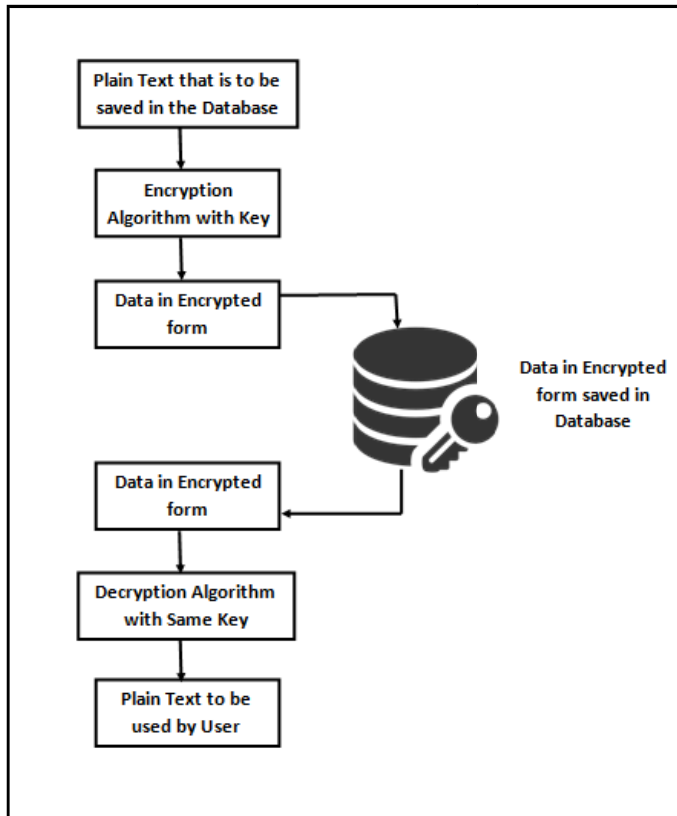 Plain Text that is to be
saved in the Database
Encryption
Algorithm with Key
Data in Encrypted
form
Data in Encrypted
form saved in
Database
Data in Encrypted
form
Decryption Algorithm
with Same Key
Plain Text to be
used by User